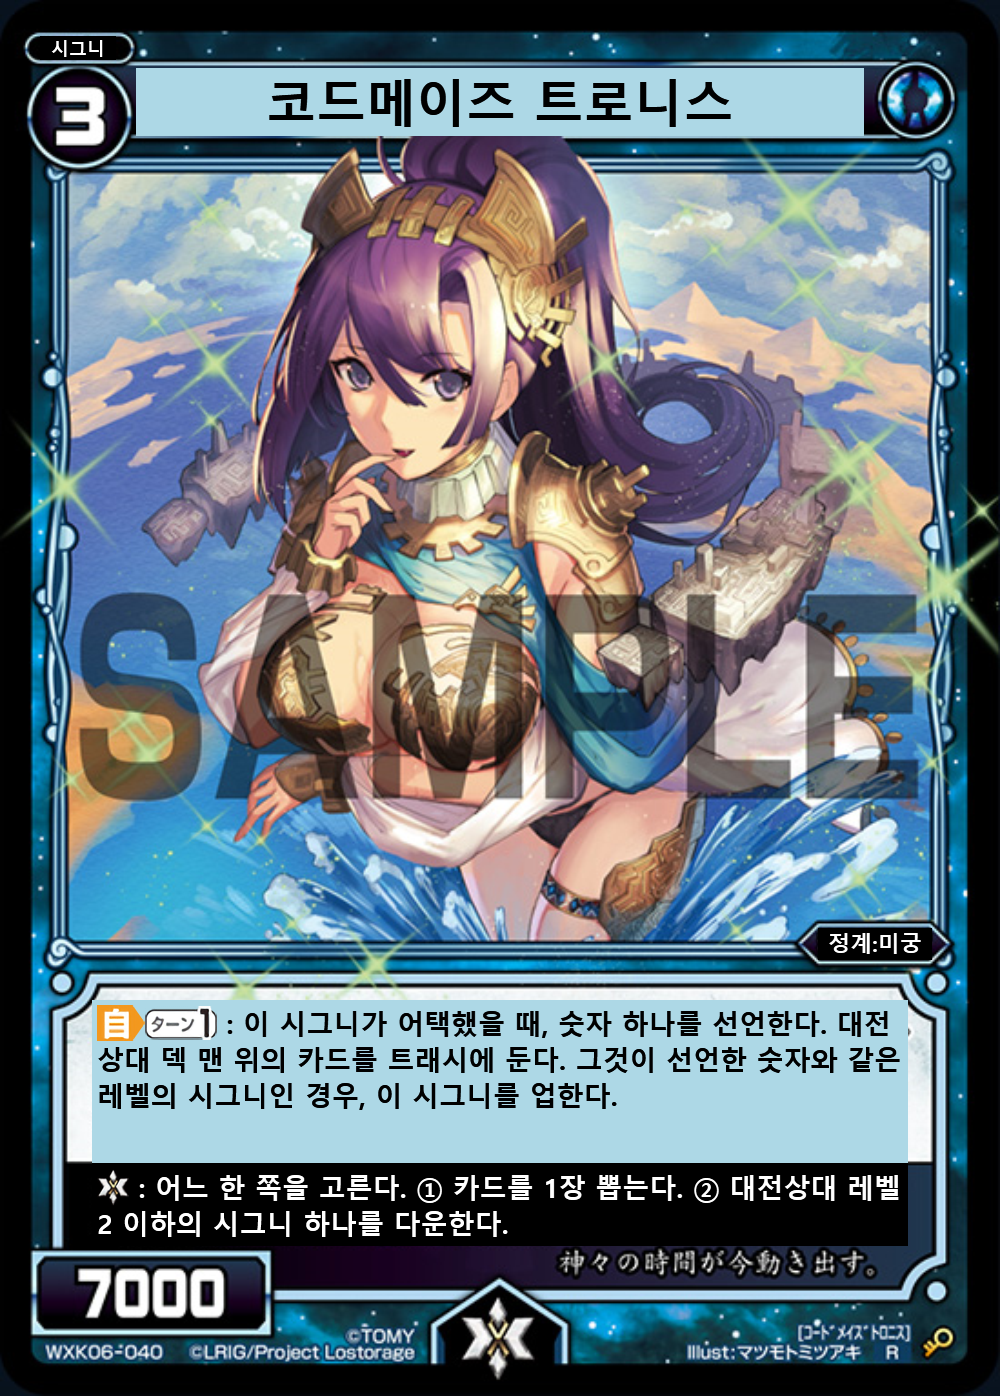 시그니
3
코드메이즈 트로니스
SAMPLE
정계:미궁
自 ターン1 : 이 시그니가 어택했을 때, 숫자 하나를 선언한다. 대전
상대 덱 맨 위의 카드를 트래시에 둔다. 그것이 선언한 숫자와 같은
레벨의 시그니인 경우, 이 시그니를 업한다.
: 어느 한 쪽을 고른다. ① 카드를 1장 뽑는다. ② 대전상대 레벨
2 이하의 시그니 하나를 다운한다.
神々の時間が今動き出す。
7000
©TOMY
[コードメイズトロニス]
WXK06-040 ©LRIG/Project Lostorage
Illust:マツモトミツアキ R